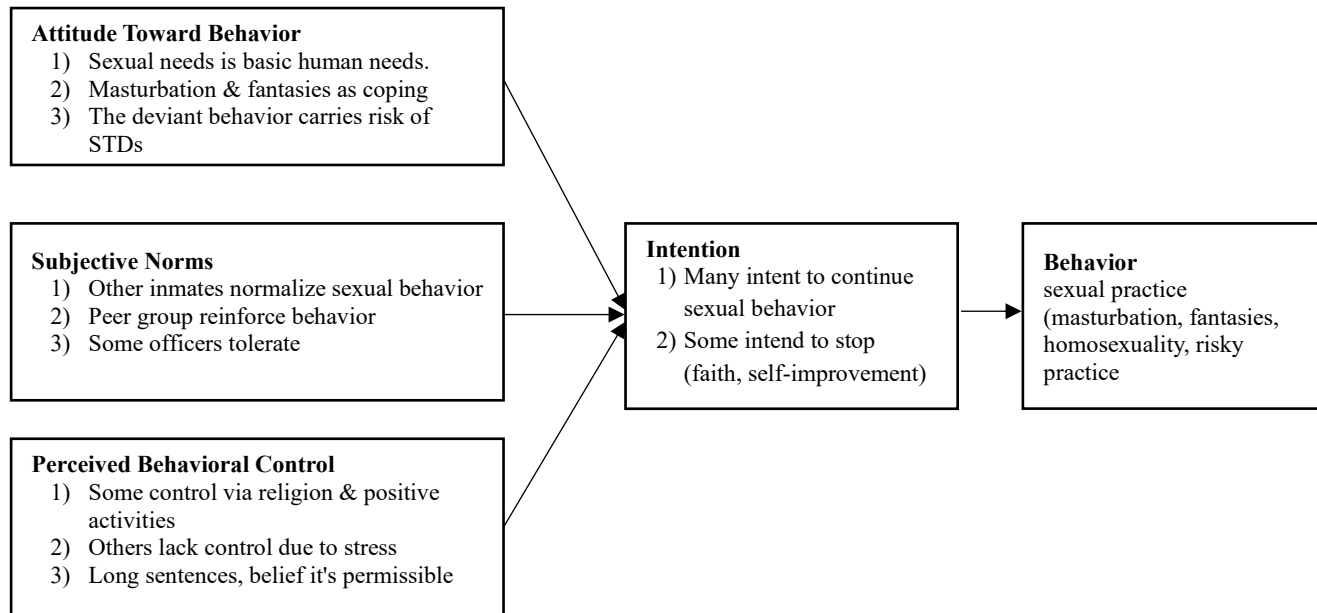 Attitude Toward Behavior
1) Sexual needs is basic human needs.
2) Masturbation & fantasies as coping
3) The deviant behavior carries risk of
STDs
Subjective Norms
1) Other inmates normalize sexual behavior
2) Peer group reinforce behavior
3) Some officers tolerate
Perceived Behavioral Control
1) Some control via religion & positive
activities
2) Others lack control due to stress
3) Long sentences, belief it's permissible
Intention
1) Many intent to continue
sexual behavior
2) Some intend to stop
(faith, self-improvement)
Behavior
sexual practice
(masturbation, fantasies,
homosexuality, risky
practice